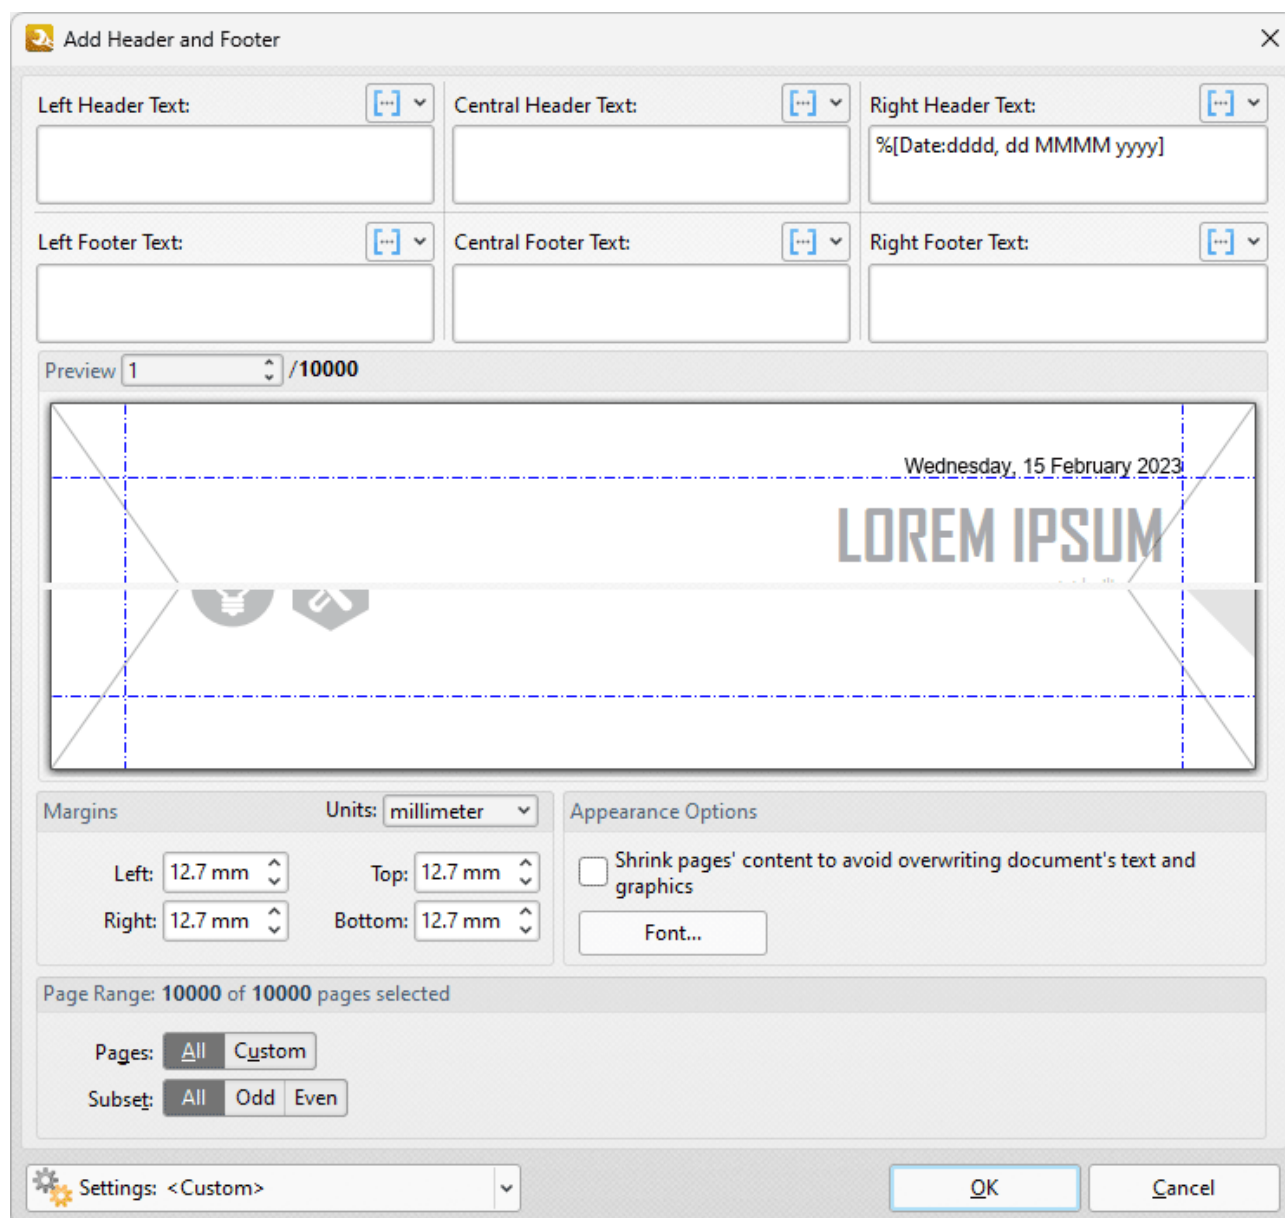 Add Header and Footer
Left Header Text:
Central Header Text:
Right Header Text:
%[Date:dddd, dd MMMM yyyy]
Left Footer Text:
Central Footer Text:
Right Footer Text:
Preview 1 /10000
Wednesday, 15 February 2023
LOREM IPSUM
Margins
Units: millimeter
Appearance Options
Left: 12.7 mm
Top: 12.7 mm
Shrink pages' content to avoid overwriting document's text and
graphics
Right: 12.7 mm
Bottom: 12.7 mm
Font...
Page Range: 10000 of 10000 pages selected
Pages: All Custom
Subset: All Odd Even
Settings: <Custom>
OK
Cancel